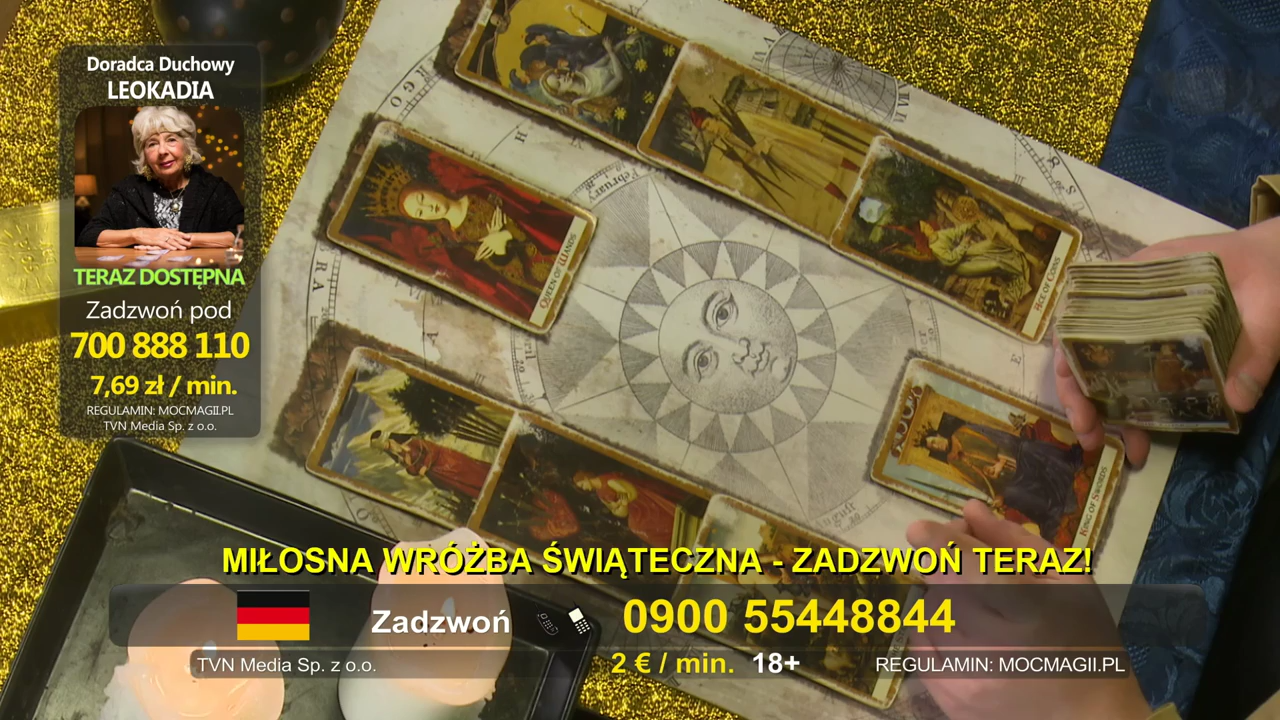 Doradca Duchowy
LEOKADIA
TERAZ DOSTĘPNA
Zadzwoń pod
700 888 110
7,69 zł / min.
REGULAMIN: MOCMAGII.PL
TVN Media Sp. z o.o.
QUEEN OF WANDS
ACE OF COINS
KING OF SWORDS
February
MIŁOSNA WRÓŻBA ŚWIĄTECZNA - ZADZWOŃ TERAZ!
Zadzwoń
0900 55448844
TVN Media Sp. z o.o.
2 € / min. 18+
REGULAMIN: MOCMAGII.PL